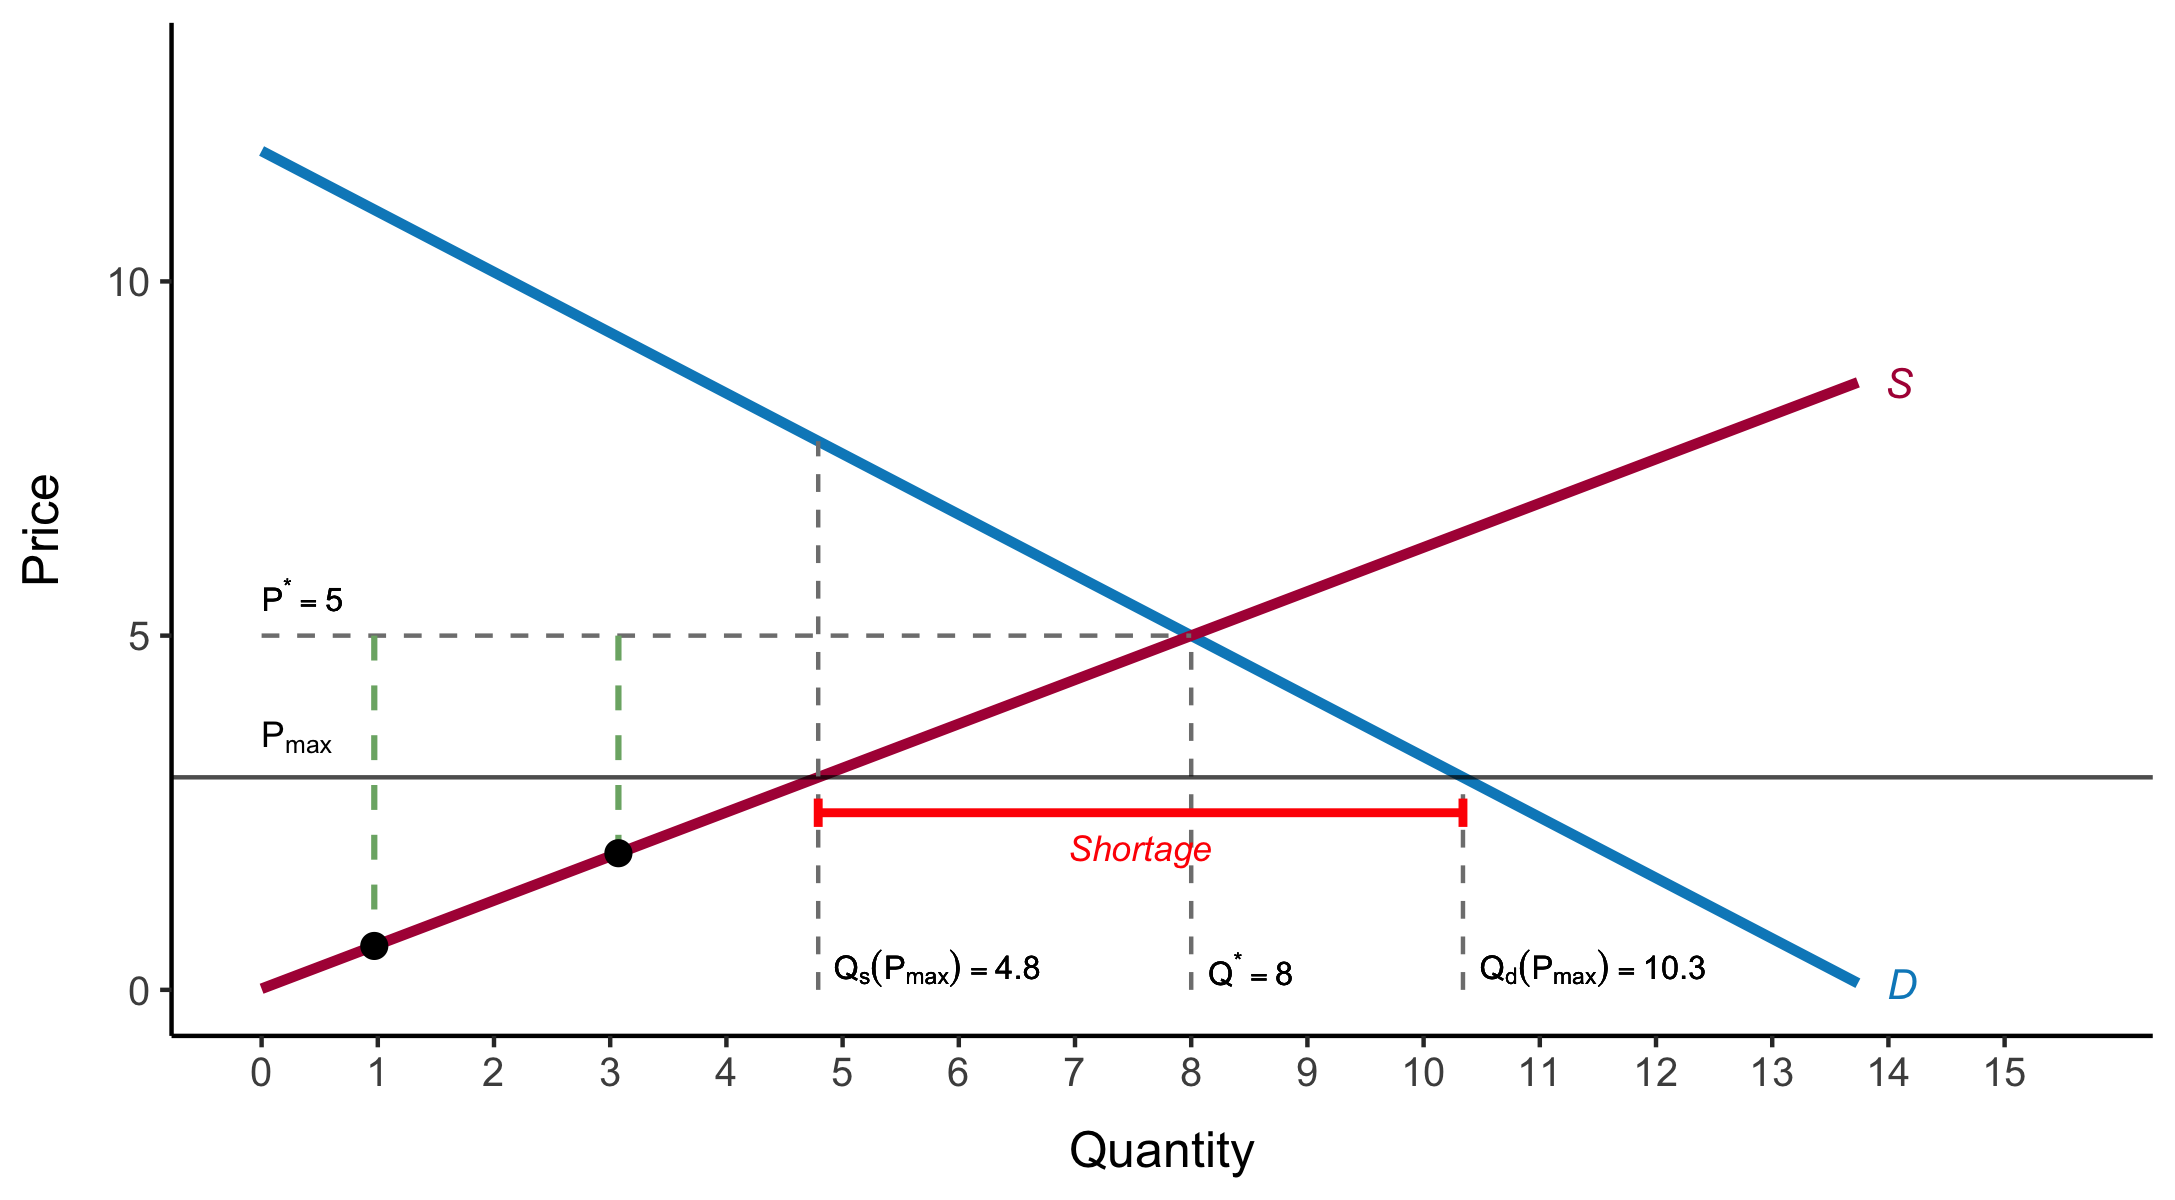 10
5
0
Price
P* = 5
Pmax
S
D
Shortage
Qs(Pmax) = 4.8
Q* = 8
Qd(Pmax) = 10.3
0 1 2 3 4 5 6 7 8 9 10 11 12 13 14 15
Quantity